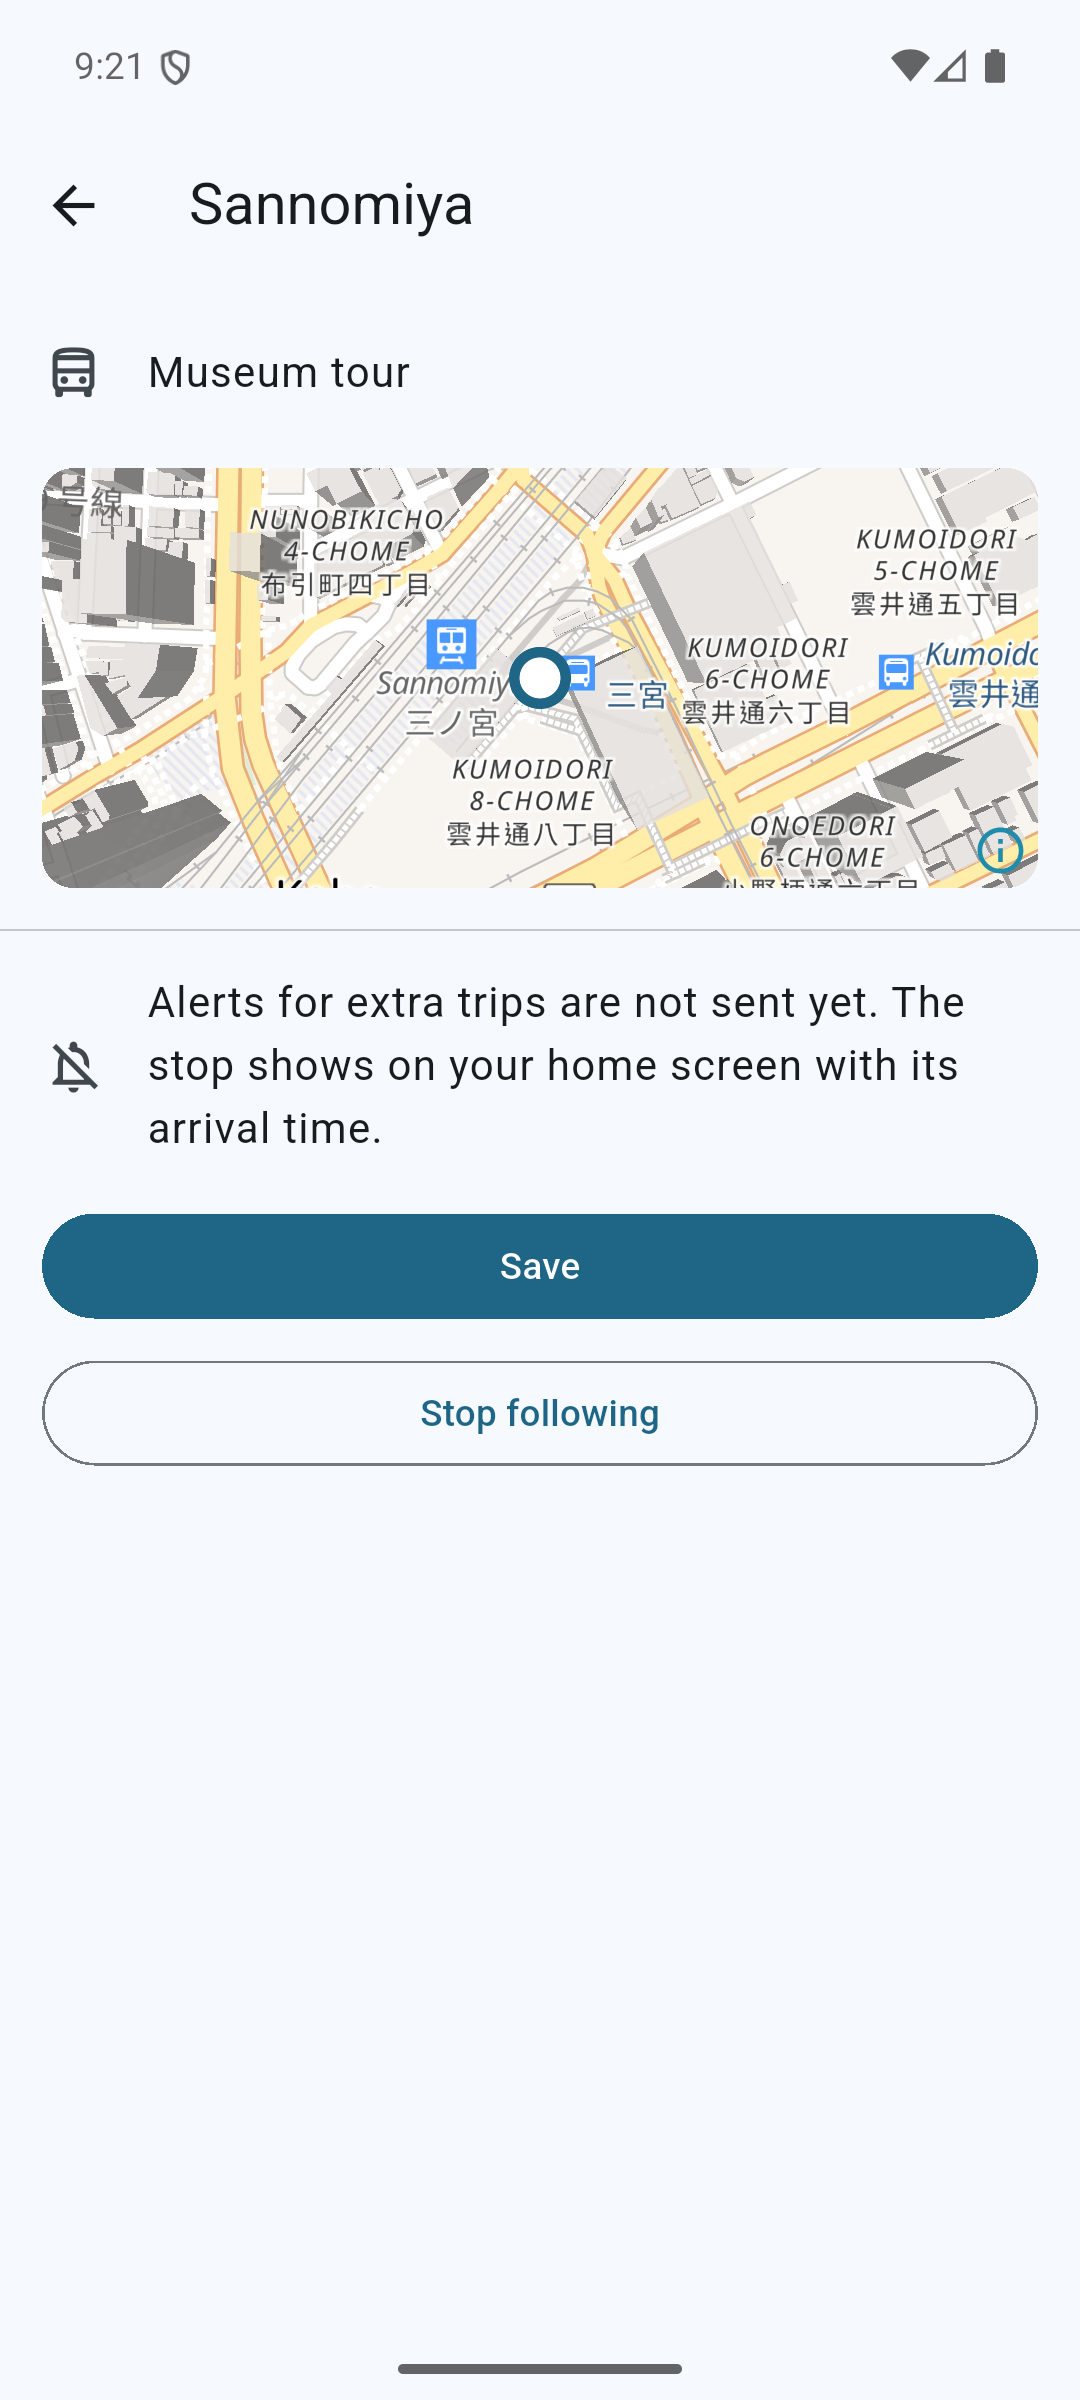 9:21
Sannomiya
Museum tour
号線
NUNOBIKICHO
4-CHOME
布引町四丁目
KUMOIDORI
5-CHOME
雲井通五丁目
KUMOIDORI
6-CHOME
雲井通六丁目
三宮
三ノ宮
KUMOIDORI
8-CHOME
雲井通八丁目
雲井通
ONOEDORI
6-CHOME
Alerts for extra trips are not sent yet. The
stop shows on your home screen with its
arrival time.
Save
Stop following